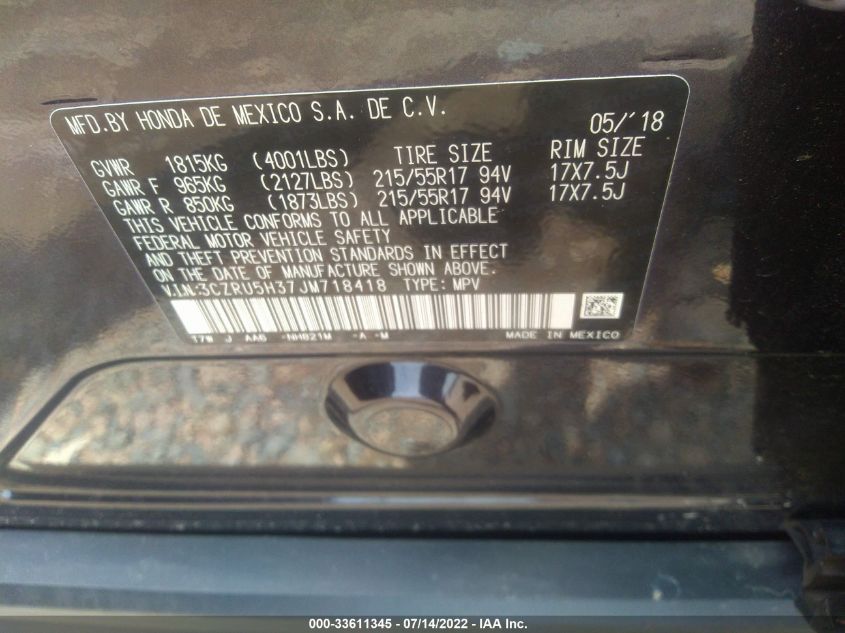 MFD.BY HONDA DE MEXICO S.A. DE C.V. 05/'18
GVWR 1815KG (4001LBS) TIRE SIZE RIM SIZE
GAWR F 965KG (2127LBS) 215/55R17 94V 17X7.5J
GAWR R 850KG (1873LBS) 215/55R17 94V 17X7.5J
THIS VEHICLE CONFORMS TO ALL APPLICABLE
FEDERAL MOTOR VEHICLE SAFETY
AND THEFT PREVENTION STANDARDS IN EFFECT
ON THE DATE OF MANUFACTURE SHOWN ABOVE.
V.I.N:3CZRU5H37JM718418 TYPE: MPV
T7W J AA6 -NH821M -A -M MADE IN MEXICO
000-33611345 - 07/14/2022 - IAA Inc.